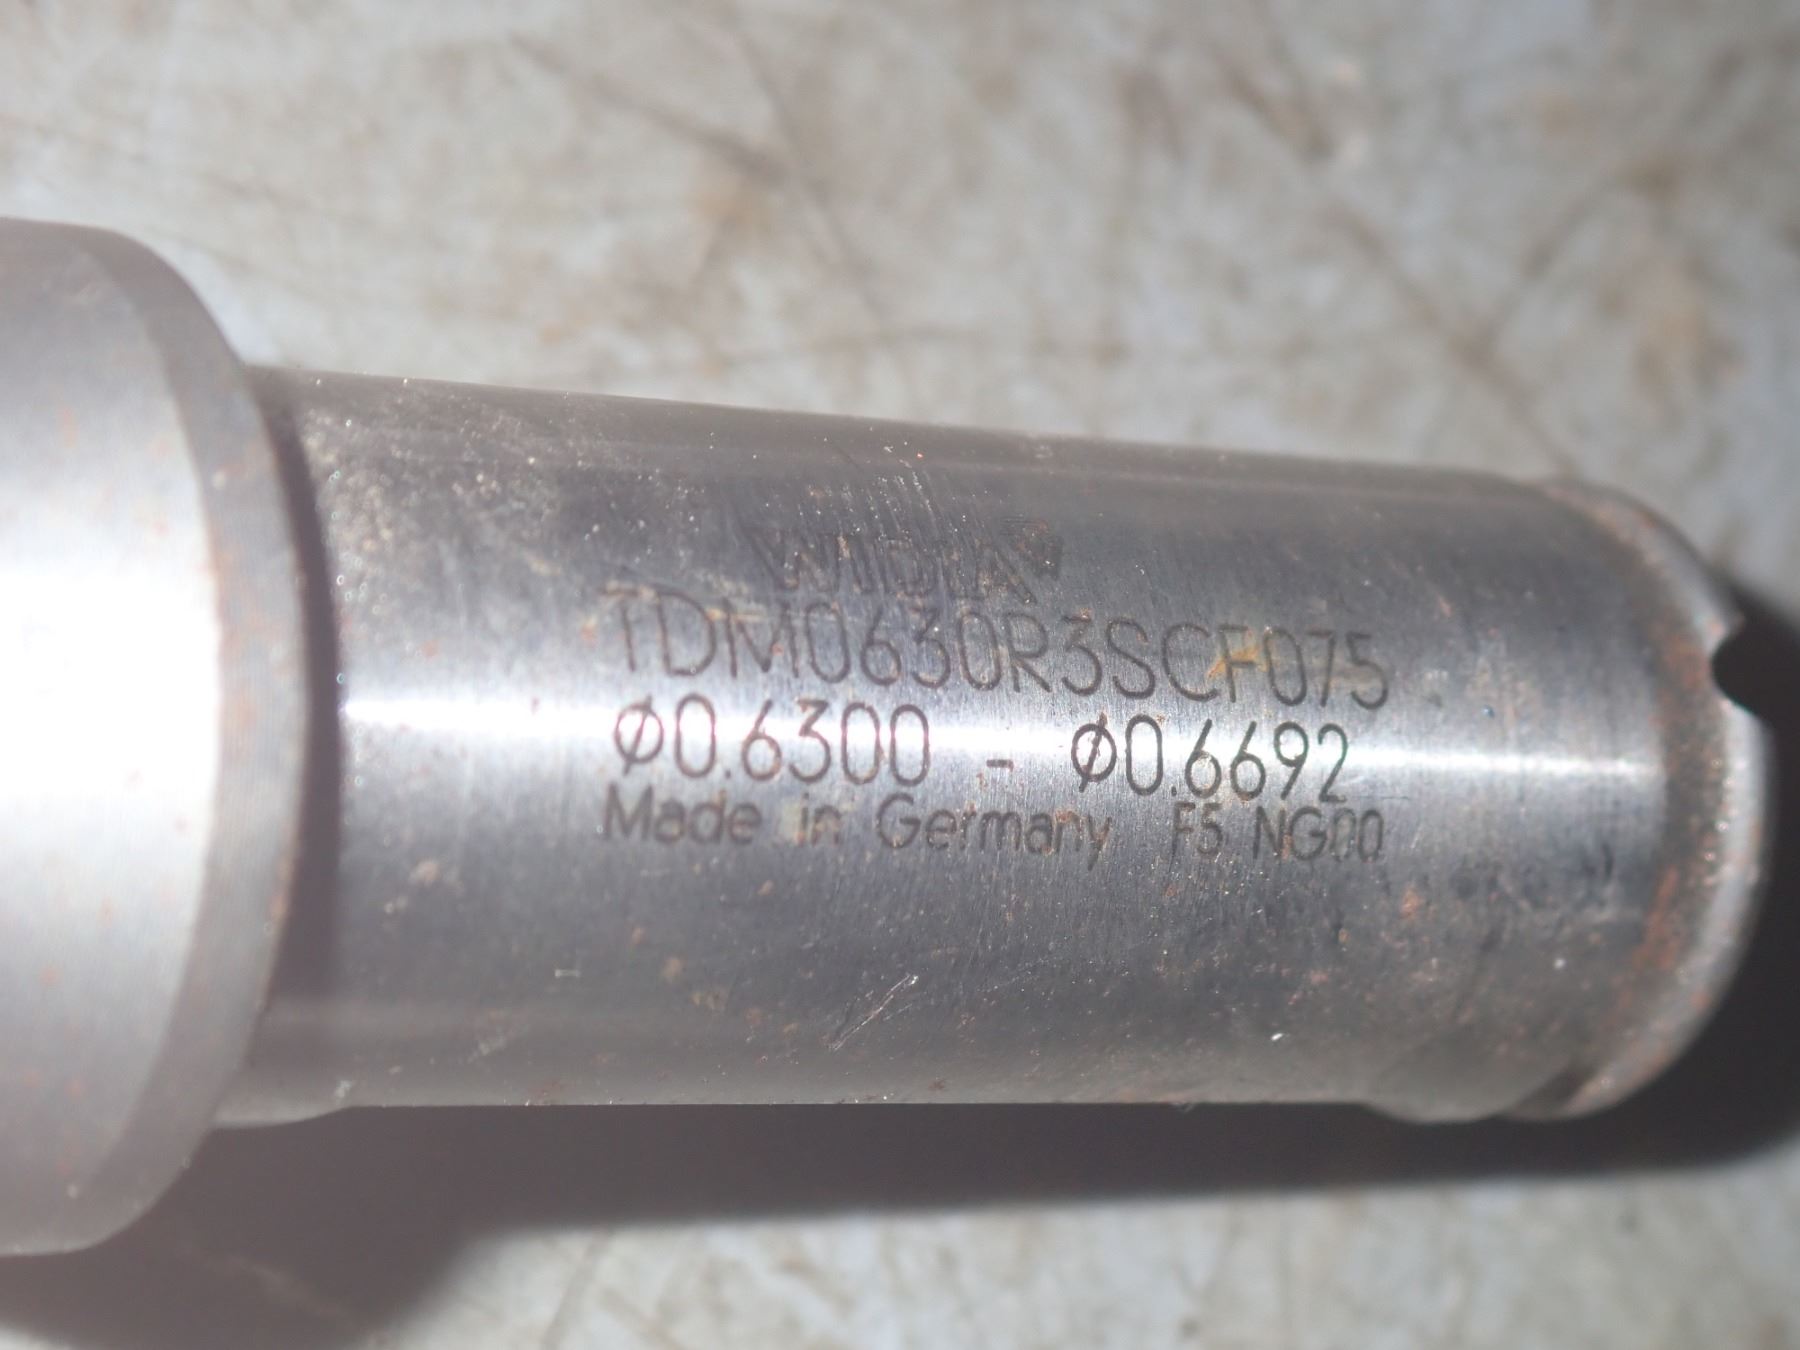 WIDIA
TDM0630R3SCF075
Ø0.6300 - Ø0.6692
Made in Germany F5 NG00